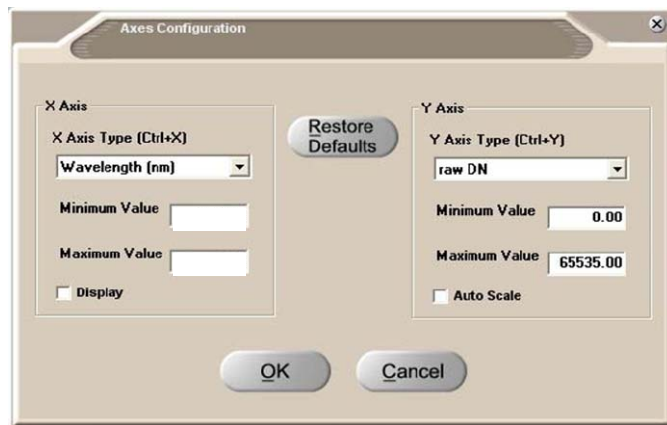 Axes Configuration
X Axis
X Axis Type (Ctrl+X)
Wavelength (nm)
Minimum Value
Maximum Value
Display
Restore
Defaults
Y Axis
Y Axis Type (Ctrl+Y)
raw DN
Minimum Value 0.00
Maximum Value 65535.00
Auto Scale
OK
Cancel